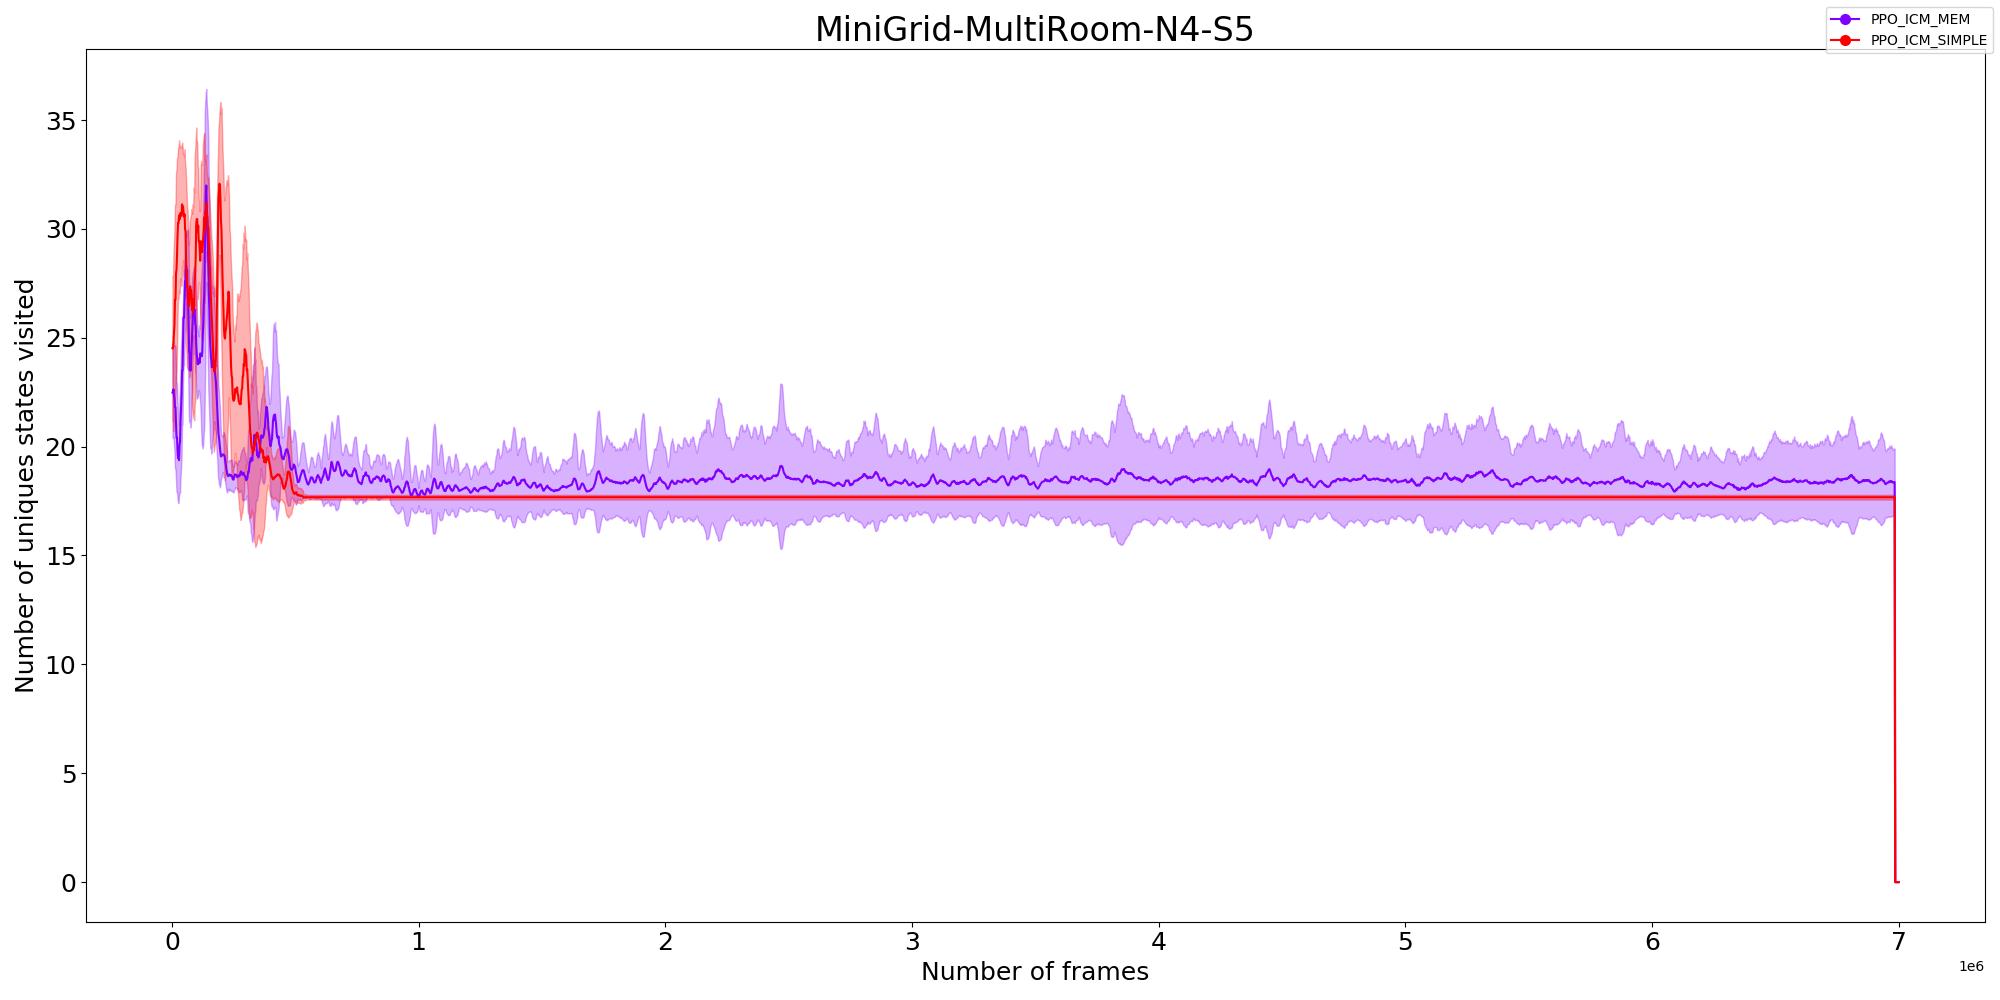 MiniGrid-MultiRoom-N4-S5
PPO_ICM_MEM
PPO_ICM_SIMPLE
Number of uniques states visited
35
30
25
20
15
10
5
0
0 1 2 3 4 5 6 7
1e6
Number of frames